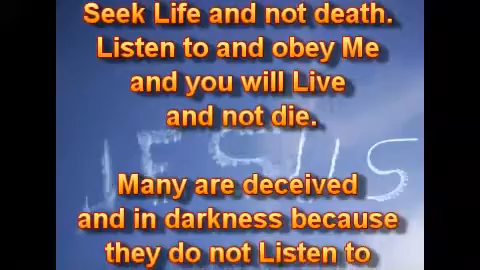 Seek Life and not death.
Listen to and obey Me
and you will Live
and not die.
JESUS
Many are deceived
and in darkness because
they do not Listen to